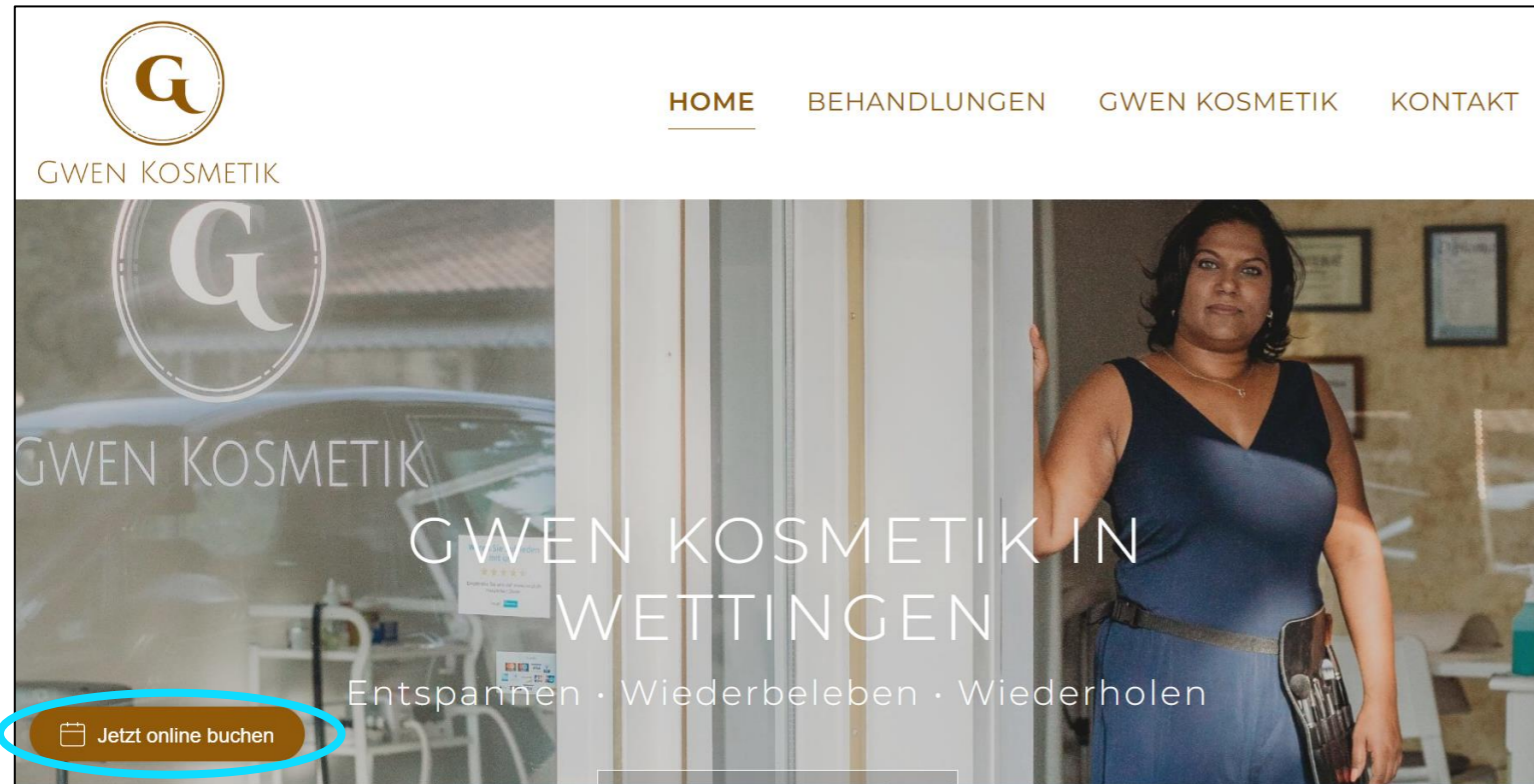 G
GWEN KOSMETIK
HOME BEHANDLUNGEN GWEN KOSMETIK KONTAKT
G
GWEN KOSMETIK
GWEN KOSMETIK IN
WETTINGEN
Entspannen · Wiederbeleben · Wiederholen
Jetzt online buchen
Diploma